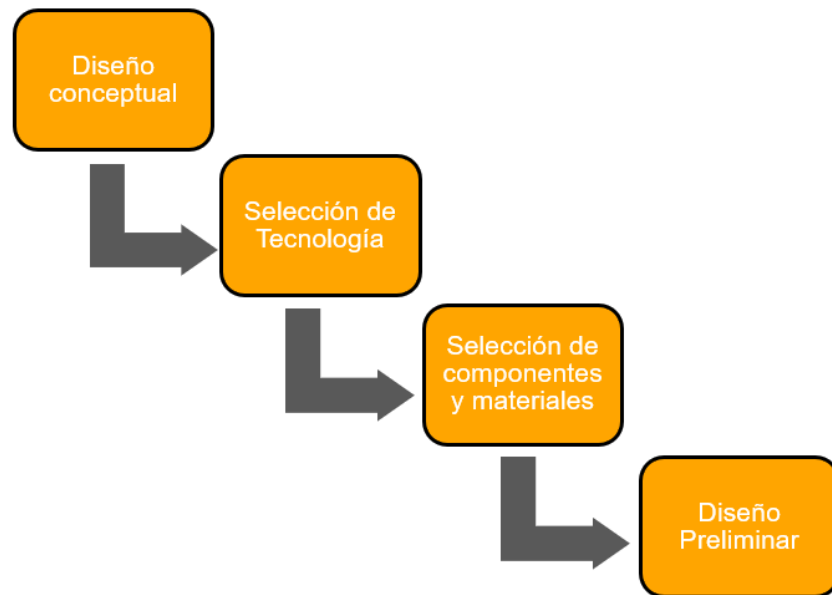 Diseño
conceptual
Selección de
Tecnología
Selección de
componentes
y materiales
Diseño
Preliminar